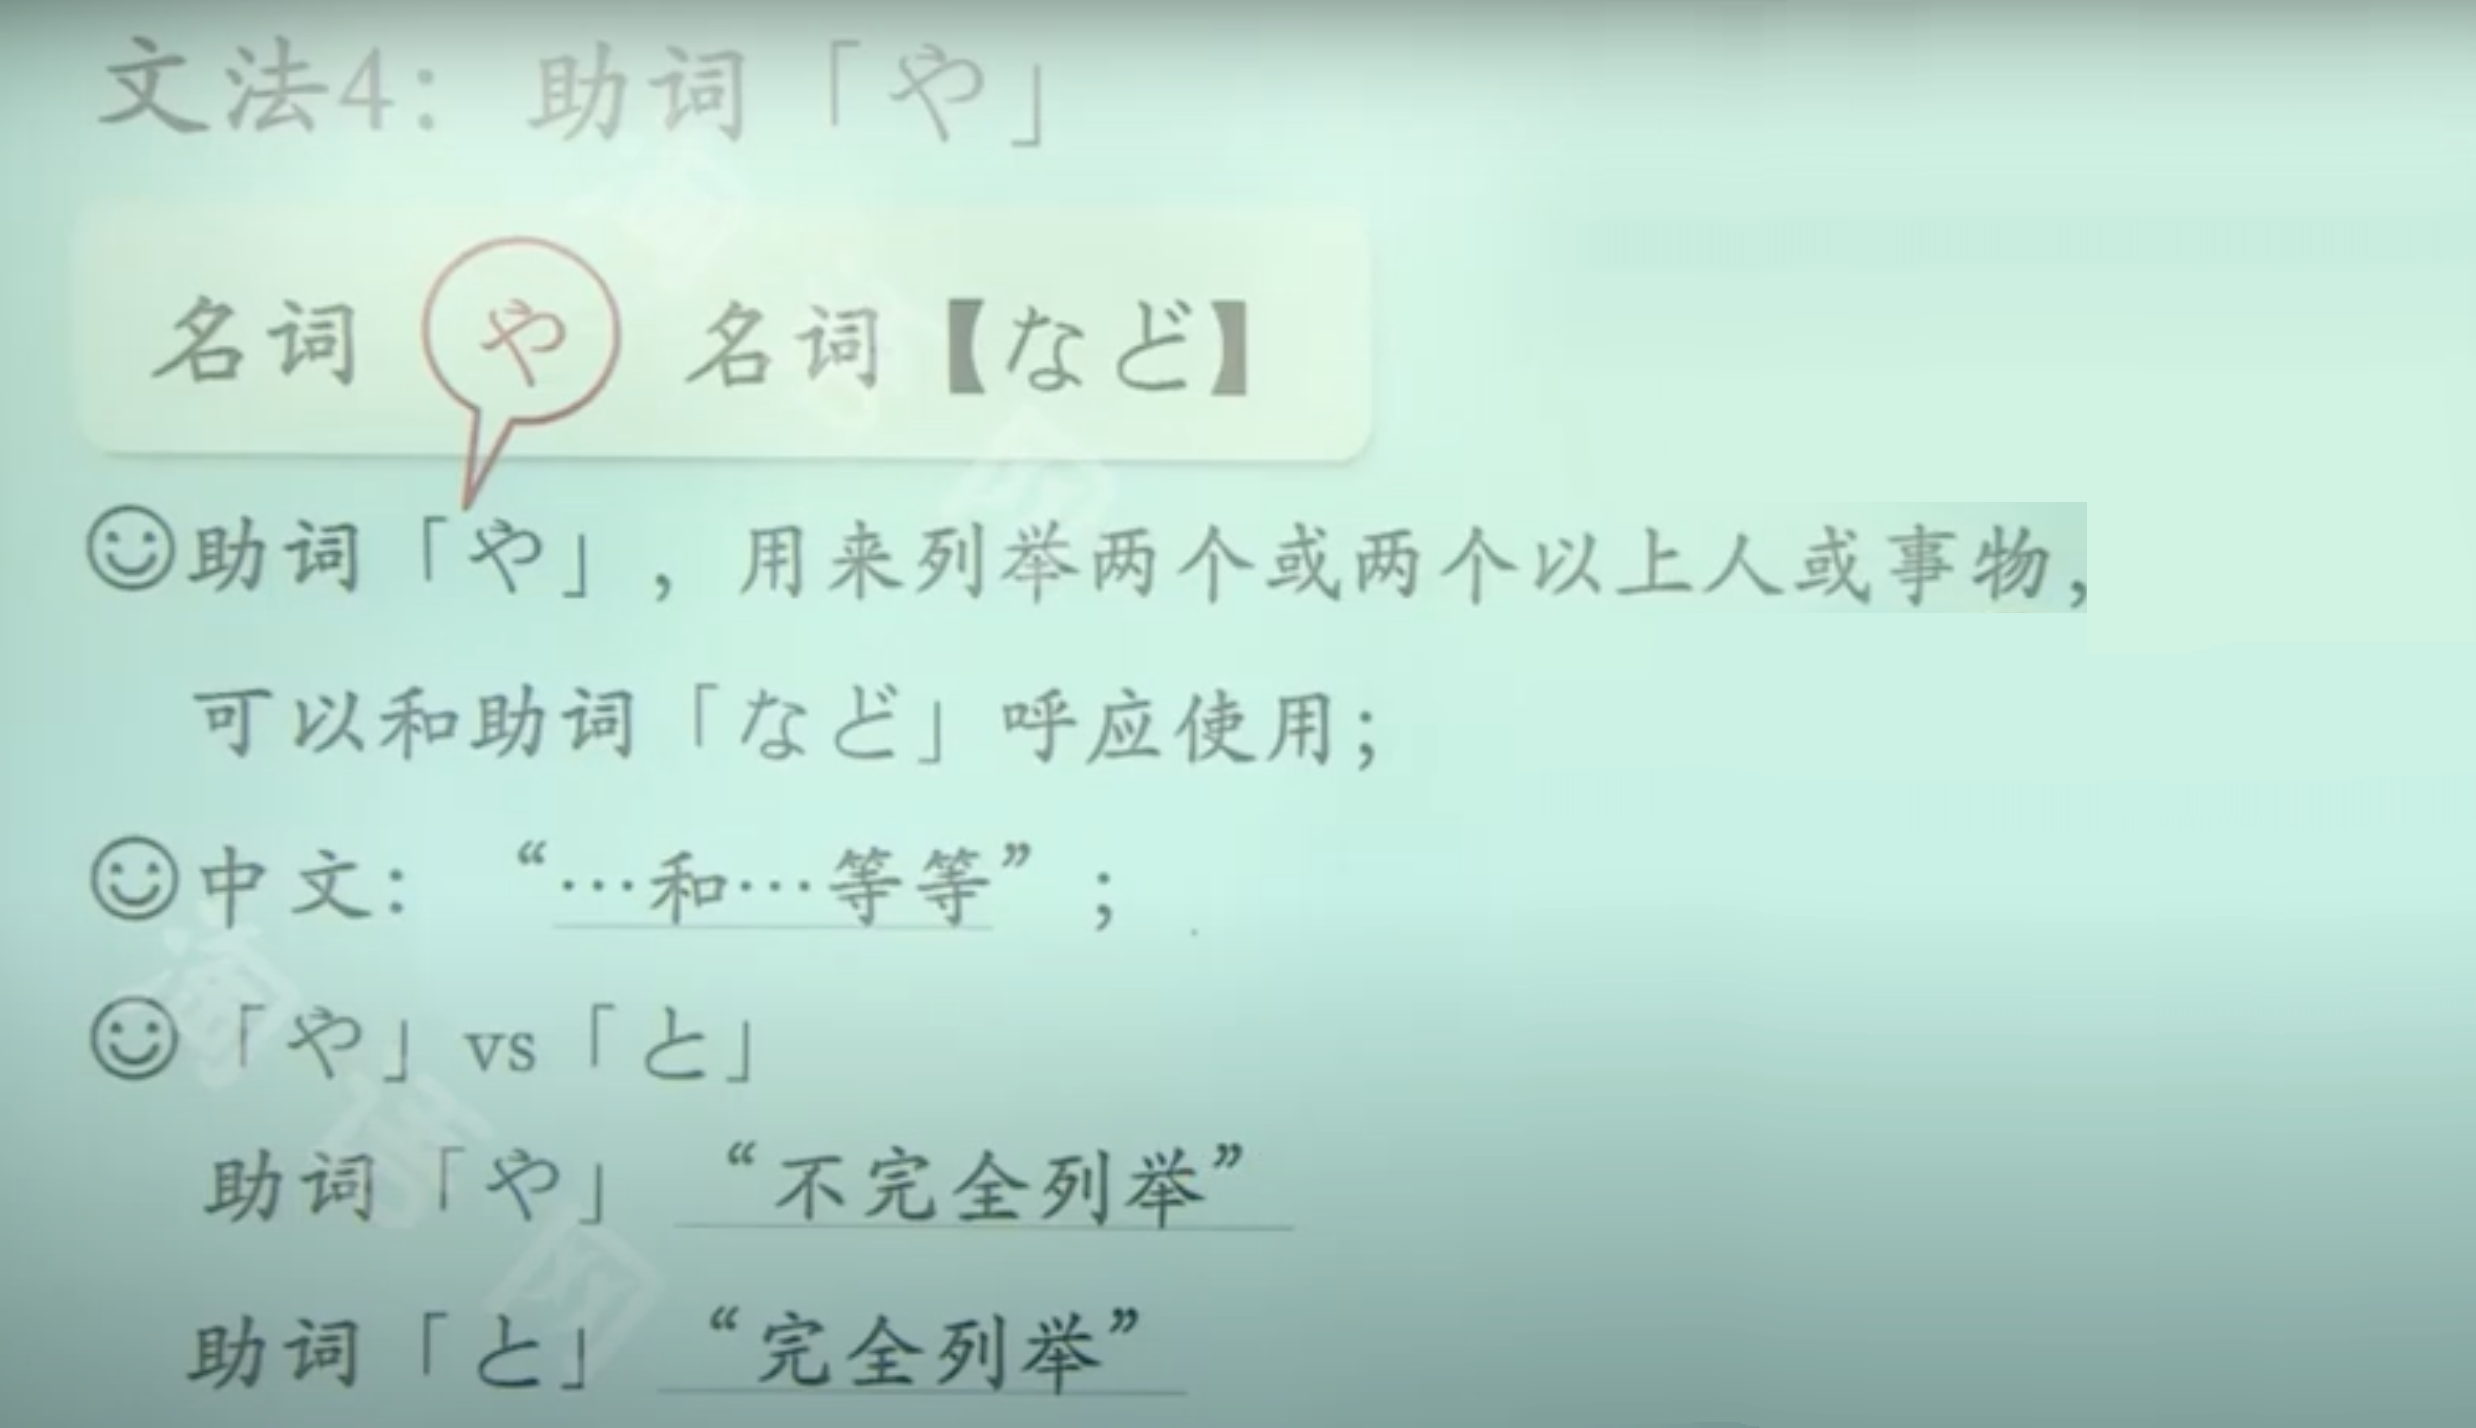 文法4：助词「や」
名词 や 名词【など】
助词「や」，用来列举两个或两个以上人或事物，
可以和助词「など」呼应使用；
中文：“…和…等等”；
「や」vs「と」
助词「や」 “不完全列举”
助词「と」 “完全列举”